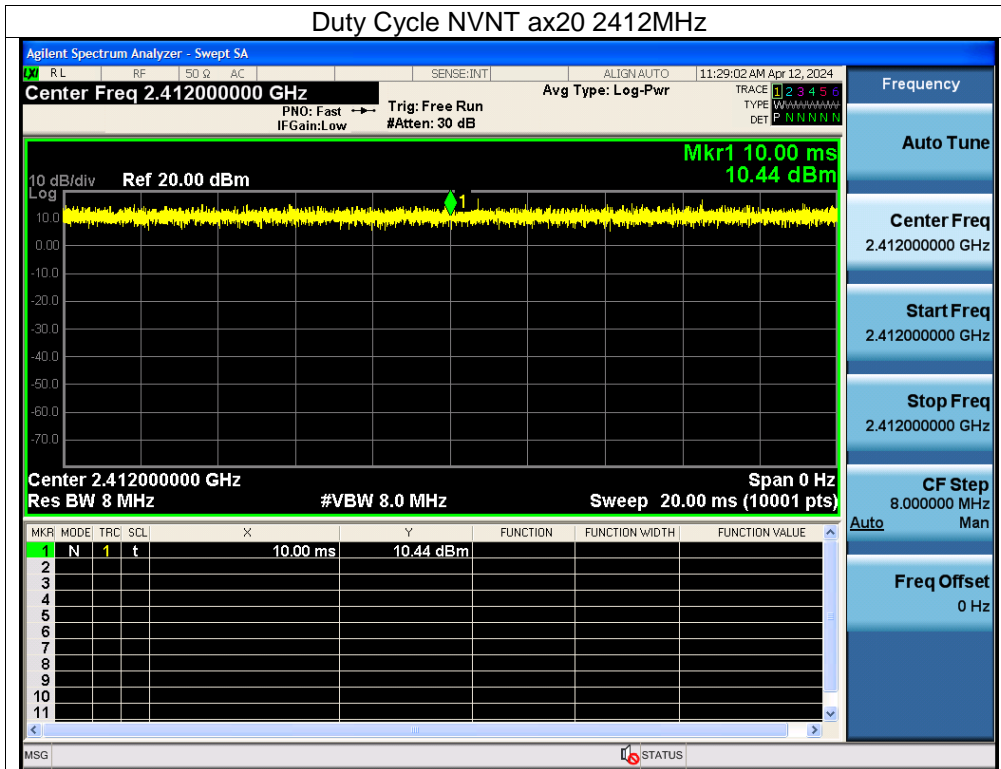 Duty Cycle NVNT ax20 2412MHz
Agilent Spectrum Analyzer - Swept SA
LXI RL RF 50 Ω AC SENSE:INT ALIGN AUTO 11:29:02 AM Apr 12, 2024
Center Freq 2.412000000 GHz Avg Type: Log-Pwr TRACE 1 2 3 4 5 6
PNO: Fast Trig: Free Run TYPE WWWWWW
IFGain:Low #Atten: 30 dB DET P N N N N N
Mkr1 10.00 ms
10 dB/div Ref 20.00 dBm 10.44 dBm
Log
1
10.0
0.00
-10.0
-20.0
-30.0
-40.0
-50.0
-60.0
-70.0
Center 2.412000000 GHz Span 0 Hz
Res BW 8 MHz #VBW 8.0 MHz Sweep 20.00 ms (10001 pts)
MKR MODE TRC SCL X Y FUNCTION FUNCTION WIDTH FUNCTION VALUE
1 N 1 t 10.00 ms 10.44 dBm
2
3
4
5
6
7
8
9
10
11
MSG STATUS
Frequency
Auto Tune
Center Freq
2.412000000 GHz
Start Freq
2.412000000 GHz
Stop Freq
2.412000000 GHz
CF Step
8.000000 MHz
Auto Man
Freq Offset
0 Hz